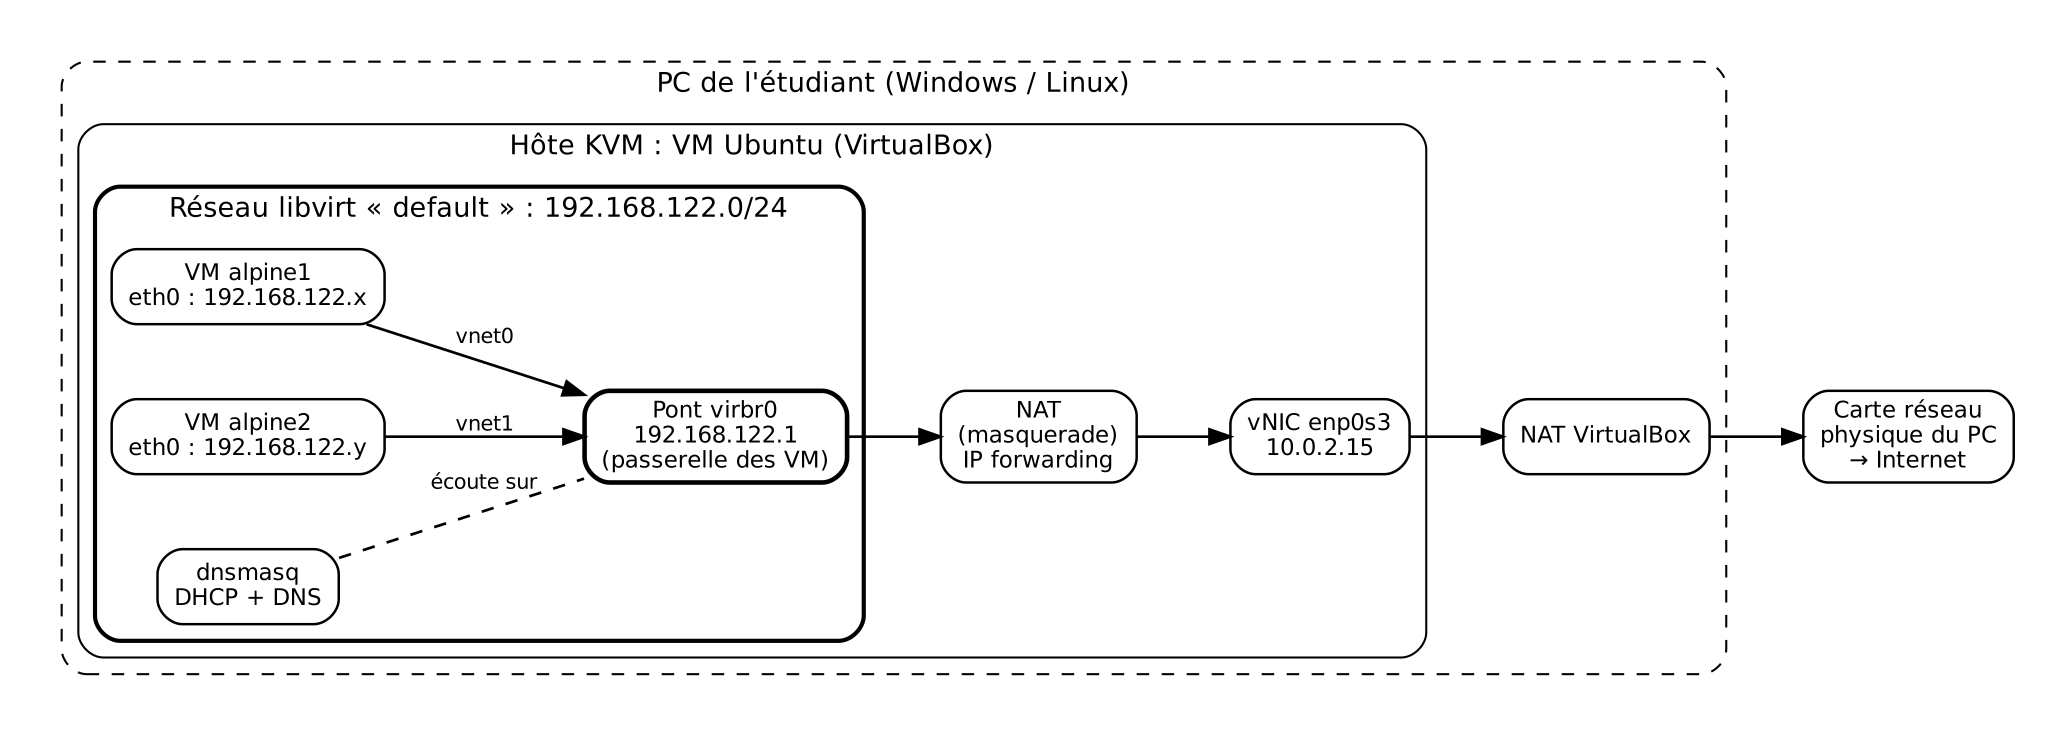 PC de l'étudiant (Windows / Linux)
Hôte KVM : VM Ubuntu (VirtualBox)
Réseau libvirt « default » : 192.168.122.0/24
VM alpine1
eth0 : 192.168.122.x
vnet0
VM alpine2
eth0 : 192.168.122.y
vnet1
écoute sur
dnsmasq
DHCP + DNS
Pont virbr0
192.168.122.1
(passerelle des VM)
NAT
(masquerade)
IP forwarding
vNIC enp0s3
10.0.2.15
NAT VirtualBox
Carte réseau
physique du PC
→ Internet